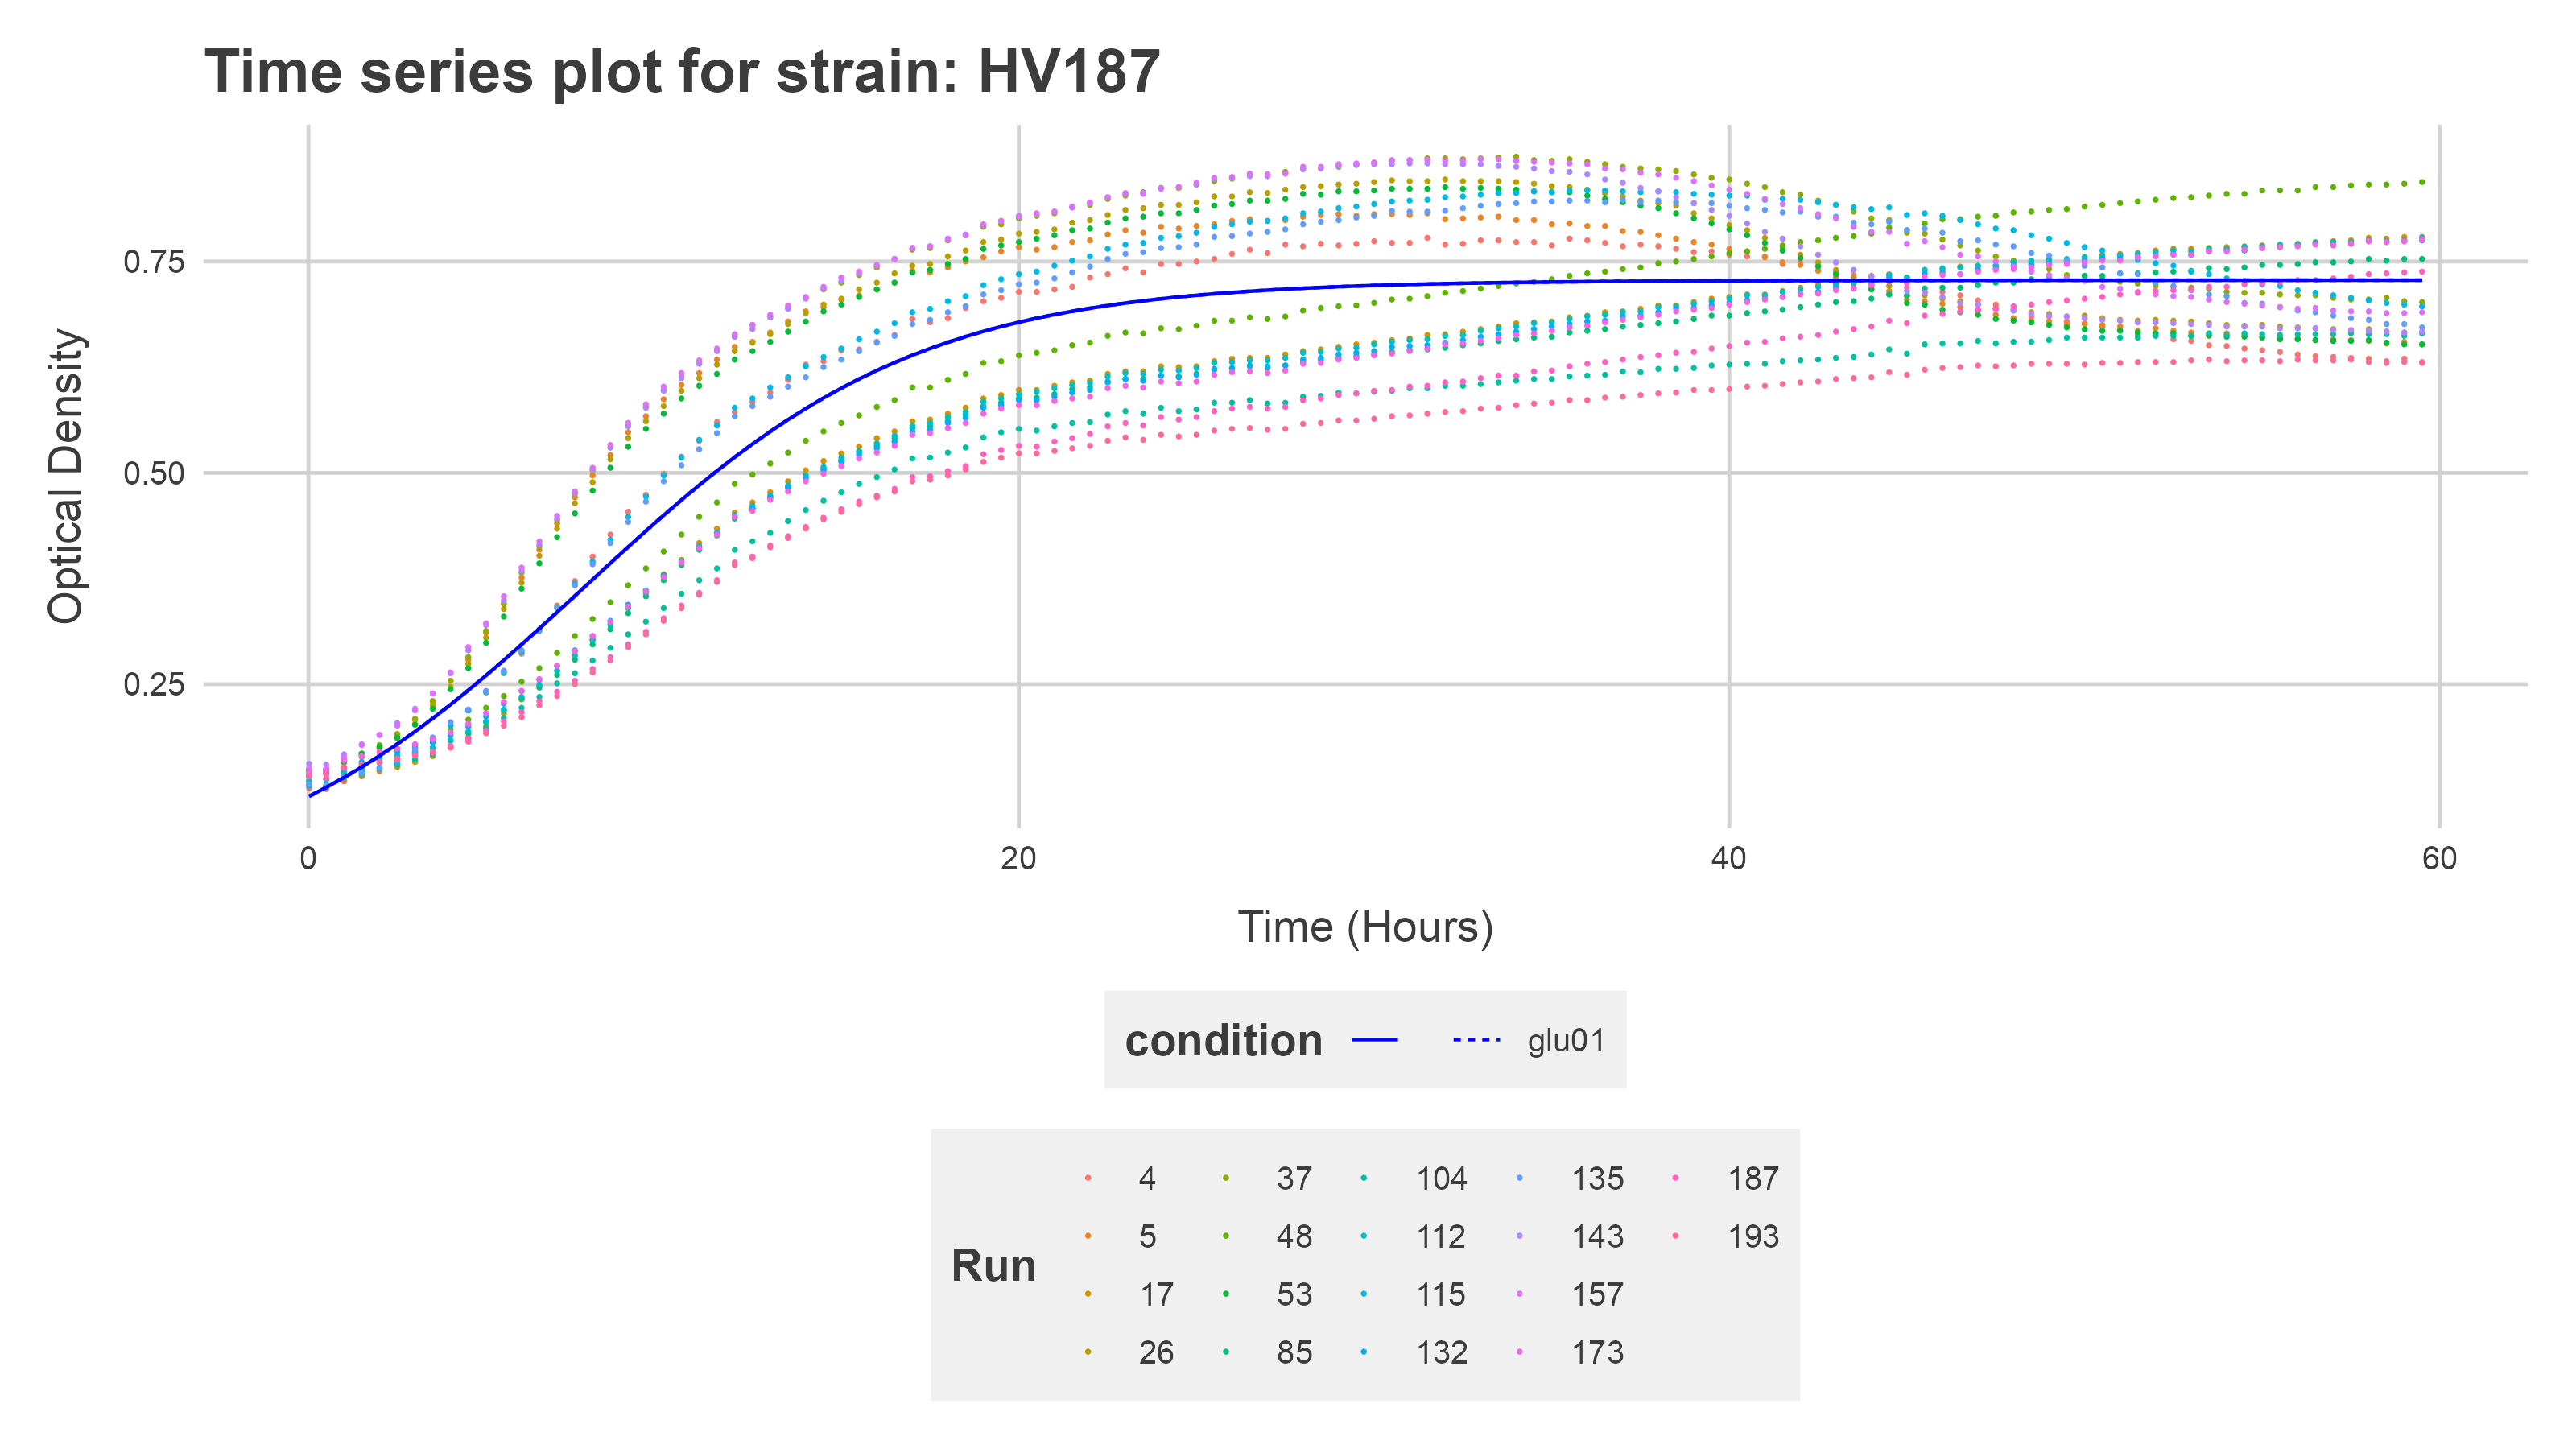 Time series plot for strain: HV187
Optical Density
0.75
0.50
0.25
0 20 40 60
Time (Hours)
condition glu01
Run
4 37 104 135 187
5 48 112 143 193
17 53 115 157
26 85 132 173